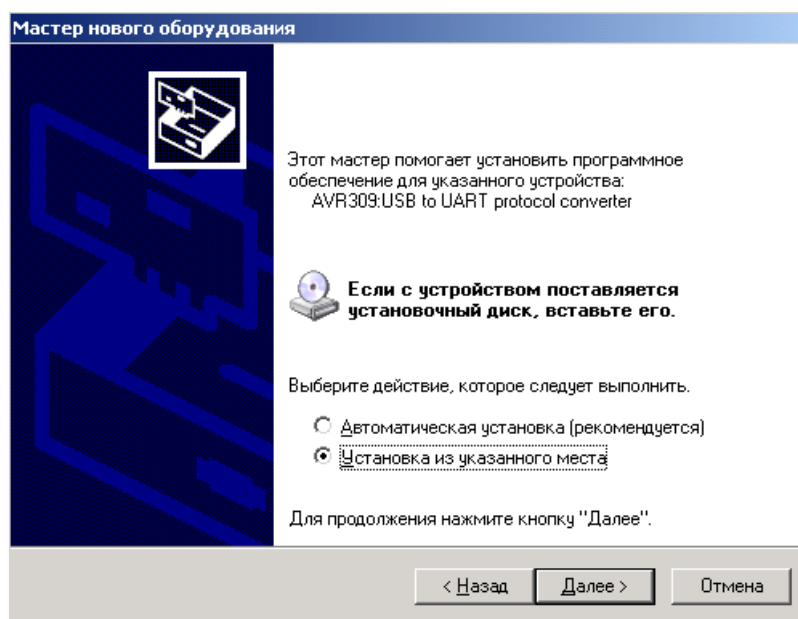 Мастер нового оборудования
Этот мастер помогает установить программное
обеспечение для указанного устройства:
AVR309:USB to UART protocol converter
Если с устройством поставляется
установочный диск, вставьте его.
Выберите действие, которое следует выполнить.
Автоматическая установка (рекомендуется)
Установка из указанного места
Для продолжения нажмите кнопку "Далее".
< Назад Далее > Отмена